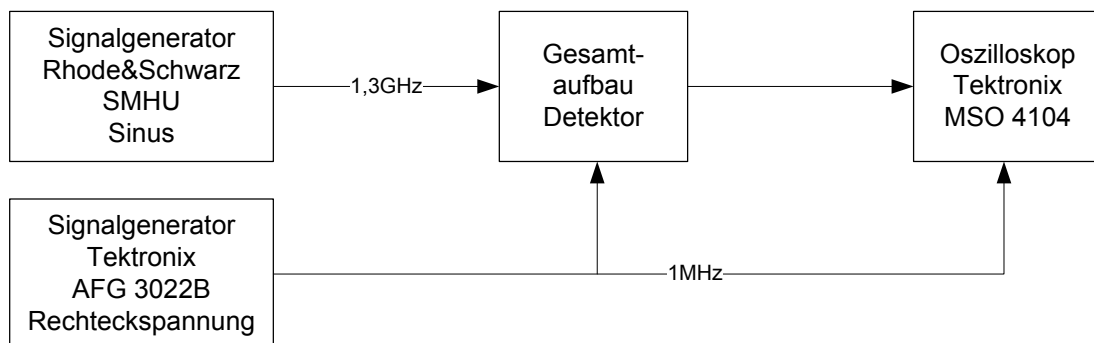 Signalgenerator
Rhode&Schwarz
SMHU
Sinus
1,3GHz
Gesamt-
aufbau
Detektor
Oszilloskop
Tektronix
MSO 4104
Signalgenerator
Tektronix
AFG 3022B
Rechteckspannung
1MHz